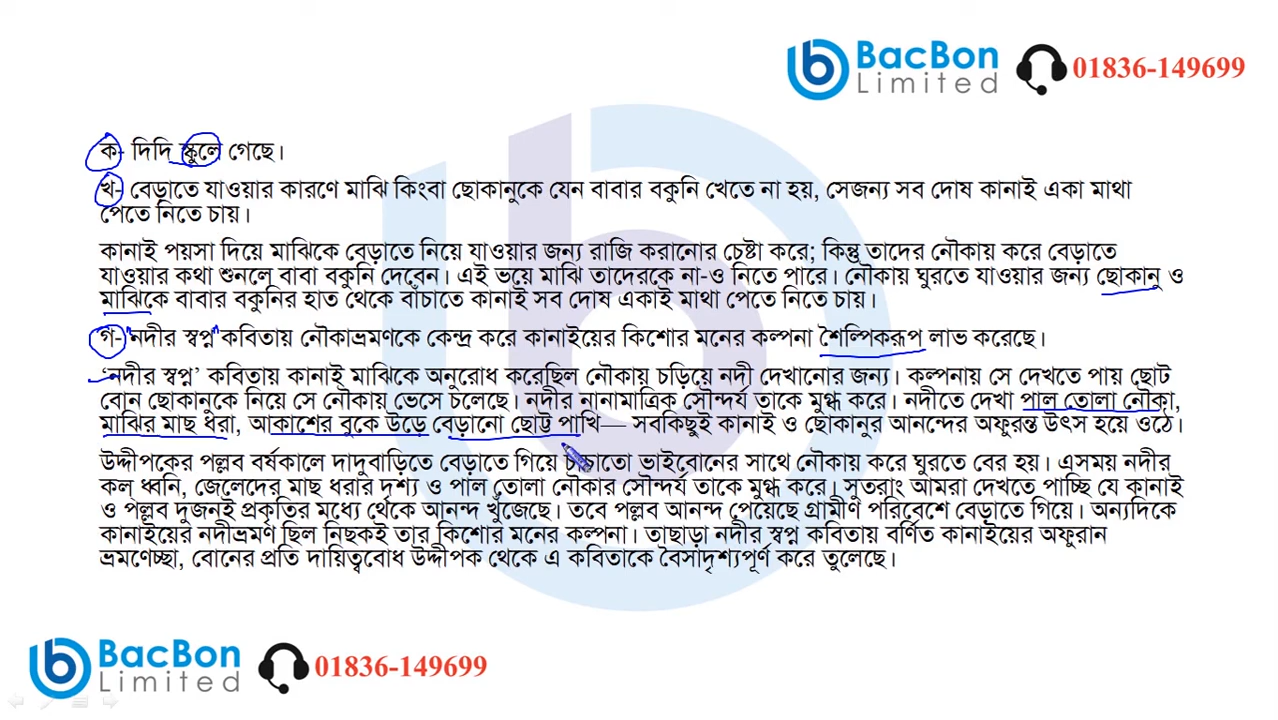 BacBon
Limited
01836-149699
ক- দিদি স্কুলে গেছে।
খ- বেড়াতে যাওয়ার কারণে মাঝি কিংবা ছোকানুকে যেন বাবার বকুনি খেতে না হয়, সেজন্য সব দোষ কানাই একা মাথা
পেতে নিতে চায়।
কানাই পয়সা দিয়ে মাঝিকে বেড়াতে নিয়ে যাওয়ার জন্য রাজি করানোর চেষ্টা করে; কিন্তু তাদের নৌকায় করে বেড়াতে
যাওয়ার কথা শুনলে বাবা বকুনি দেবেন। এই ভয়ে মাঝি তাদেরকে না-ও নিতে পারে। নৌকায় ঘুরতে যাওয়ার জন্য ছোকানু ও
মাঝিকে বাবার বকুনির হাত থেকে বাঁচাতে কানাই সব দোষ একাই মাথা পেতে নিতে চায়।
গ- নদীর স্বপ্ন কবিতায় নৌকাভ্রমণকে কেন্দ্র করে কানাইয়ের কিশোর মনের কল্পনা শৈল্পিকরূপ লাভ করেছে।
‘নদীর স্বপ্ন’ কবিতায় কানাই মাঝিকে অনুরোধ করেছিল নৌকায় চড়িয়ে নদী দেখানোর জন্য। কল্পনায় সে দেখতে পায় ছোট
বোন ছোকানুকে নিয়ে সে নৌকায় ভেসে চলেছে। নদীর নানামাত্রিক সৌন্দর্য তাকে মুগ্ধ করে। নদীতে দেখা পাল তোলা নৌকা,
মাঝির মাছ ধরা, আকাশের বুকে উড়ে বেড়ানো ছোট্ট পাখি— সবকিছুই কানাই ও ছোকানুর আনন্দের অফুরন্ত উৎস হয়ে ওঠে।
উদ্দীপকের পল্লব বর্ষকালে দাদুবাড়িতে বেড়াতে গিয়ে চাচাতো ভাইবোনের সাথে নৌকায় করে ঘুরতে বের হয়। এসময় নদীর
কল্ ধ্বনি, জেলেদের মাছ ধরার দৃশ্য ও পাল তোলা নৌকার সৌন্দর্য তাকে মুগ্ধ করে। সুতরাং আমরা দেখতে পাচ্ছি যে কানাই
ও পল্লব দুজনই প্রকৃতির মধ্যে থেকে আনন্দ খুঁজেছে। তবে পল্লব আনন্দ পেয়েছে গ্রামীণ পরিবেশে বেড়াতে গিয়ে। অন্যদিকে
কানাইয়ের নদীভ্রমণ ছিল নিছকই তার কিশোর মনের কল্পনা। তাছাড়া নদীর স্বপ্ন কবিতায় বর্ণিত কানাইয়ের অফুরান
ভ্রমণেচ্ছা, বোনের প্রতি দায়িত্ববোধ উদ্দীপক থেকে এ কবিতাকে বৈসাদৃশ্যপূর্ণ করে তুলেছে।
BacBon
Limited
01836-149699